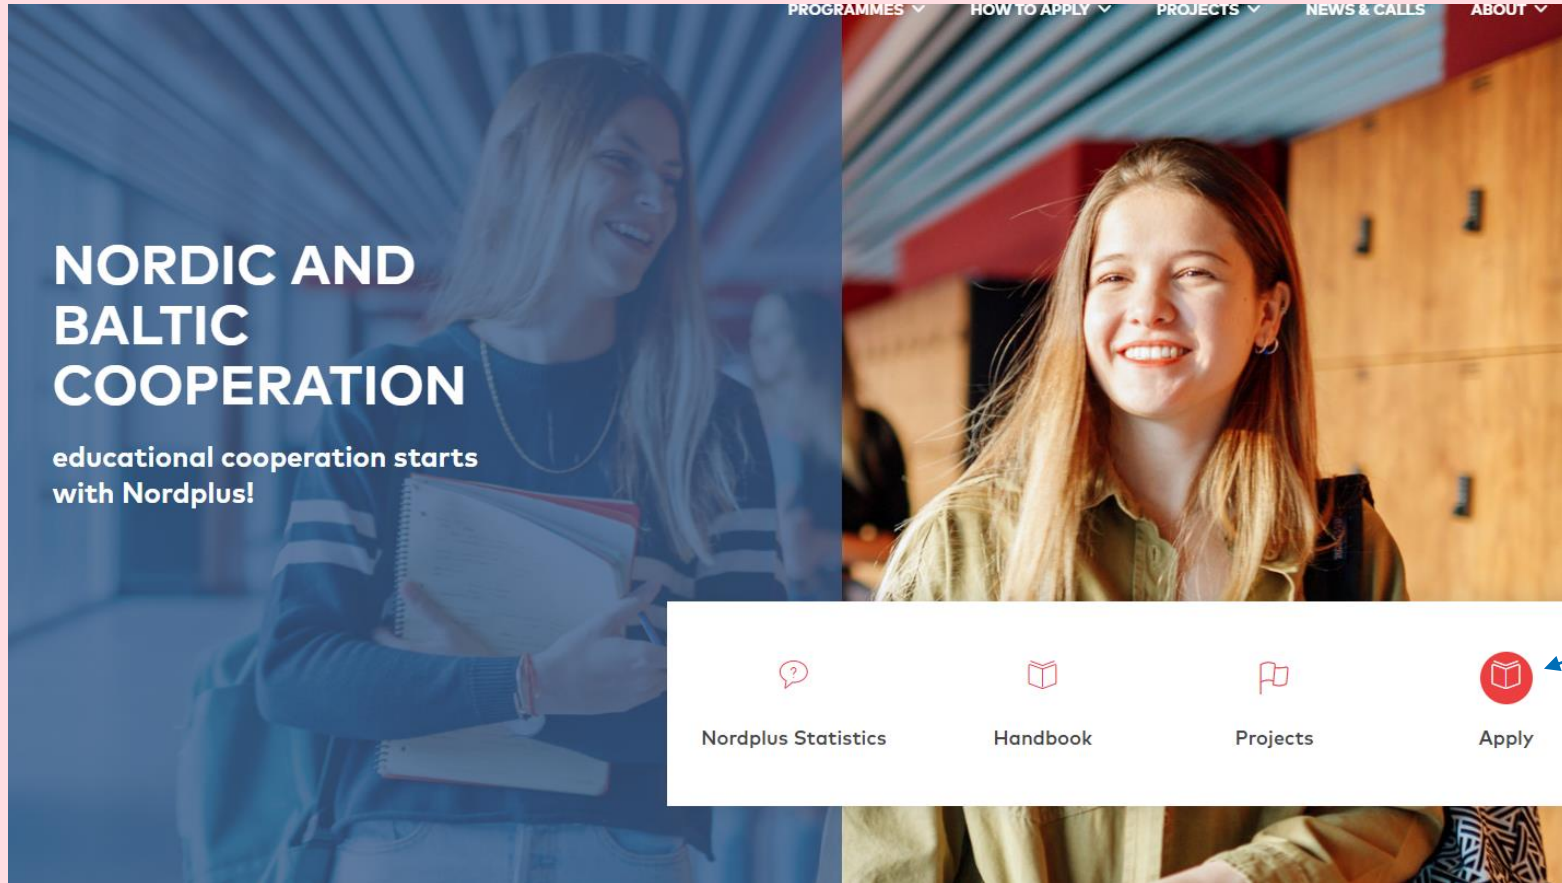 PROGRAMMES HOW TO APPLY PROJECTS NEWS & CALLS ABOUT
NORDIC AND
BALTIC
COOPERATION
educational cooperation starts
with Nordplus!
?
Nordplus Statistics Handbook Projects Apply